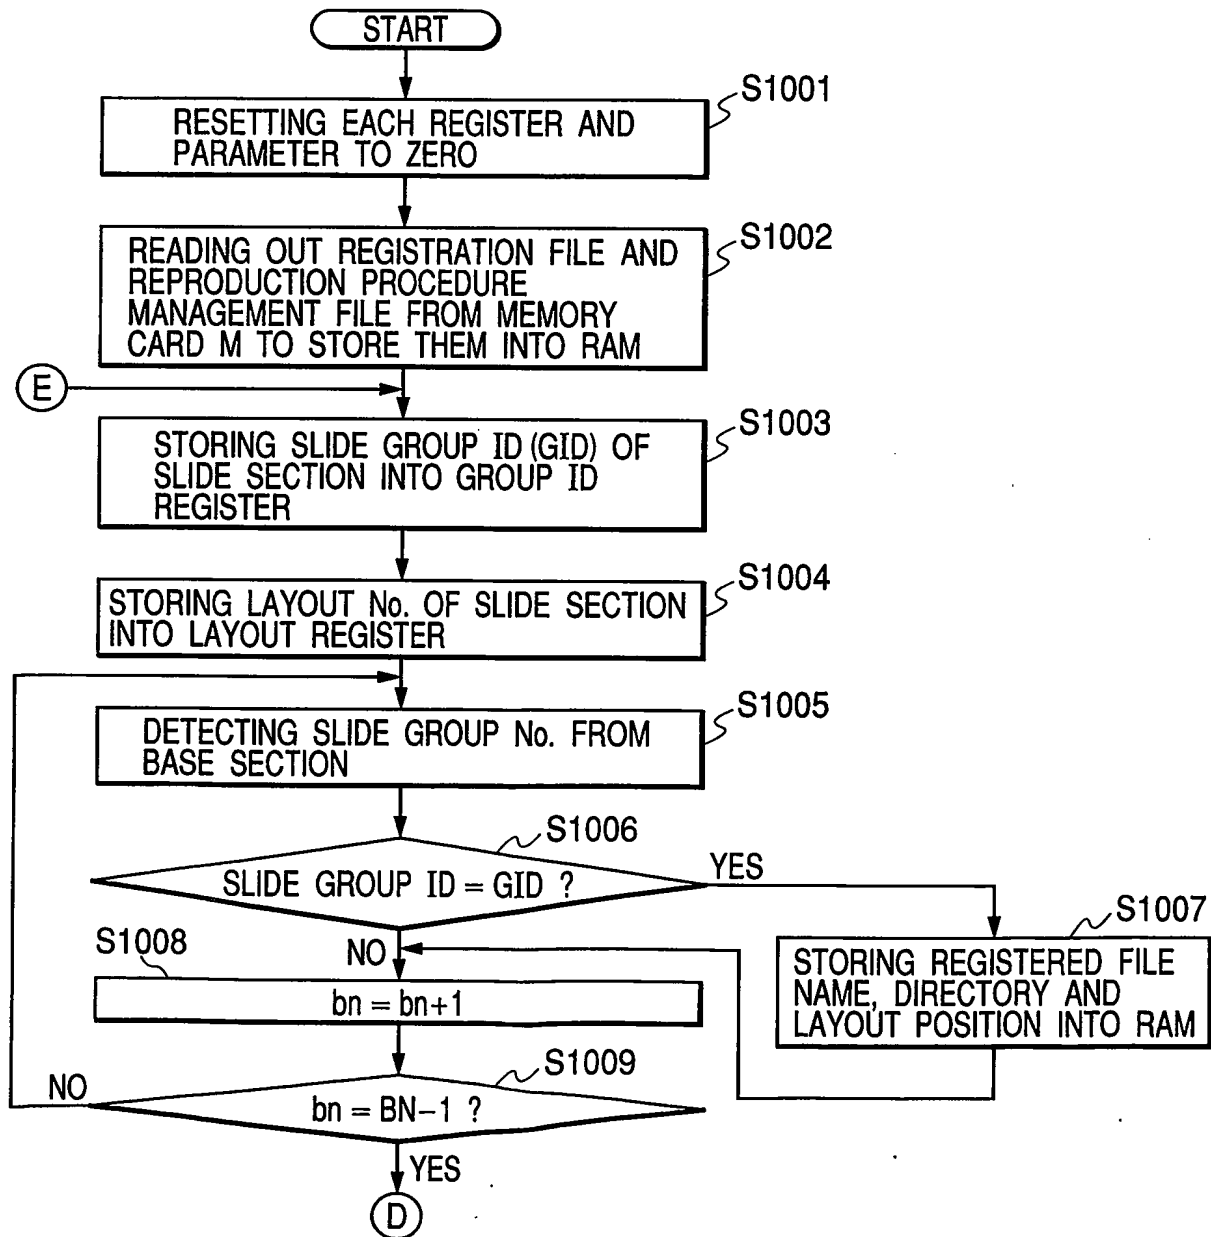 START
S1001
RESETTING EACH REGISTER AND
PARAMETER TO ZERO
S1002
READING OUT REGISTRATION FILE AND
REPRODUCTION PROCEDURE
MANAGEMENT FILE FROM MEMORY
CARD M TO STORE THEM INTO RAM
E
S1003
STORING SLIDE GROUP ID (GID) OF
SLIDE SECTION INTO GROUP ID
REGISTER
S1004
STORING LAYOUT No. OF SLIDE SECTION
INTO LAYOUT REGISTER
S1005
DETECTING SLIDE GROUP No. FROM
BASE SECTION
S1006
SLIDE GROUP ID = GID ?
YES
S1007
STORING REGISTERED FILE
NAME, DIRECTORY AND
LAYOUT POSITION INTO RAM
NO
S1008
bn = bn+1
S1009
NO
bn = BN-1 ?
YES
D